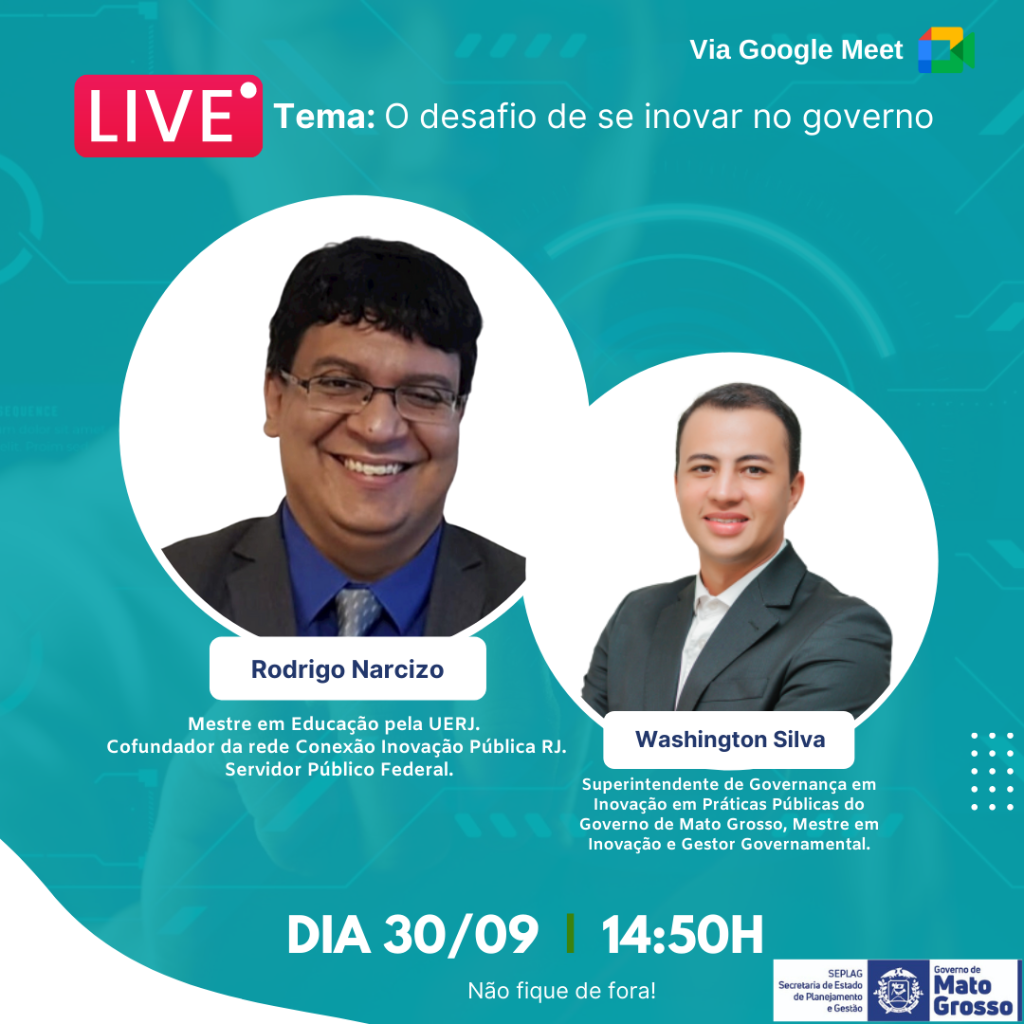 Via Google Meet
LIVE
Tema: O desafio de se inovar no governo
Rodrigo Narcizo
Mestre em Educação pela UERJ.
Cofundador da rede Conexão Inovação Pública RJ.
Servidor Público Federal.
Washington Silva
Superintendente de Governança em
Inovação em Práticas Públicas do
Governo de Mato Grosso, Mestre em
Inovação e Gestor Governamental.
DIA 30/09 | 14:50H
Não fique de fora!
SEPLAG
Secretaria de Estado
de Planejamento
e Gestão
Governo de
Mato
Grosso